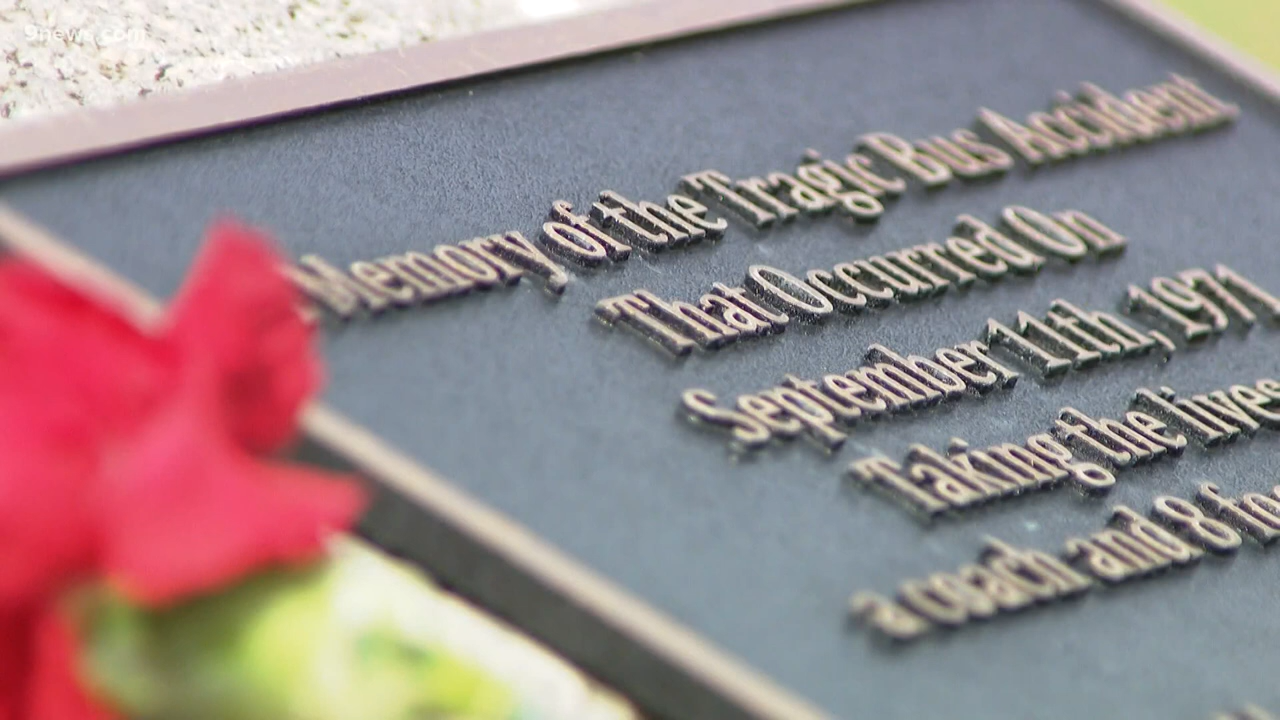 9news.com
Memory of the Tragic Bus Accident
That Occurred On
September 11th, 1971
Taking the lives
a coach and 8